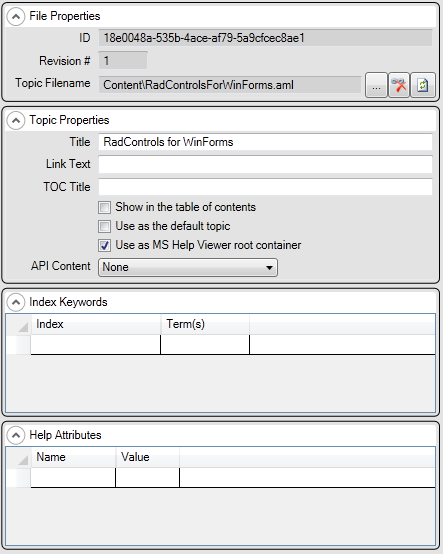 File Properties
ID 18e0048a-535b-4ace-af79-5a9cfcec8ae1
Revision # 1
Topic Filename Content\RadControlsForWinForms.aml ...
Topic Properties
Title RadControls for WinForms
Link Text
TOC Title
Show in the table of contents
Use as the default topic
Use as MS Help Viewer root container
API Content None
Index Keywords
Index Term(s)
Help Attributes
Name Value